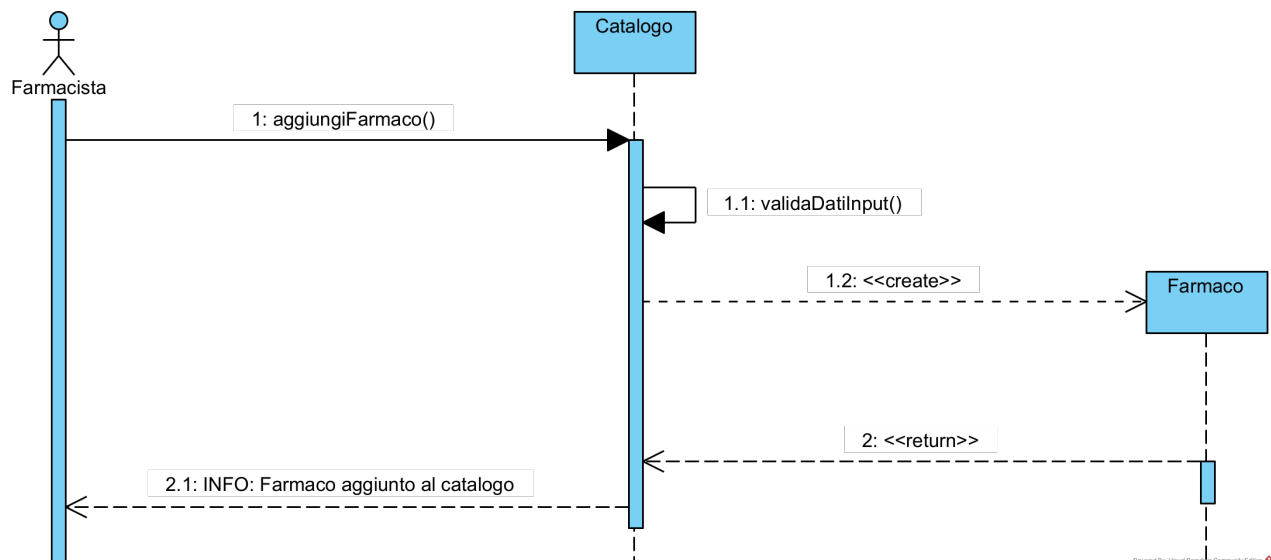 Catalogo
Farmacista
1: aggiungiFarmaco()
1.1: validaDatiInput()
1.2: <<create>>
Farmaco
2: <<return>>
2.1: INFO: Farmaco aggiunto al catalogo